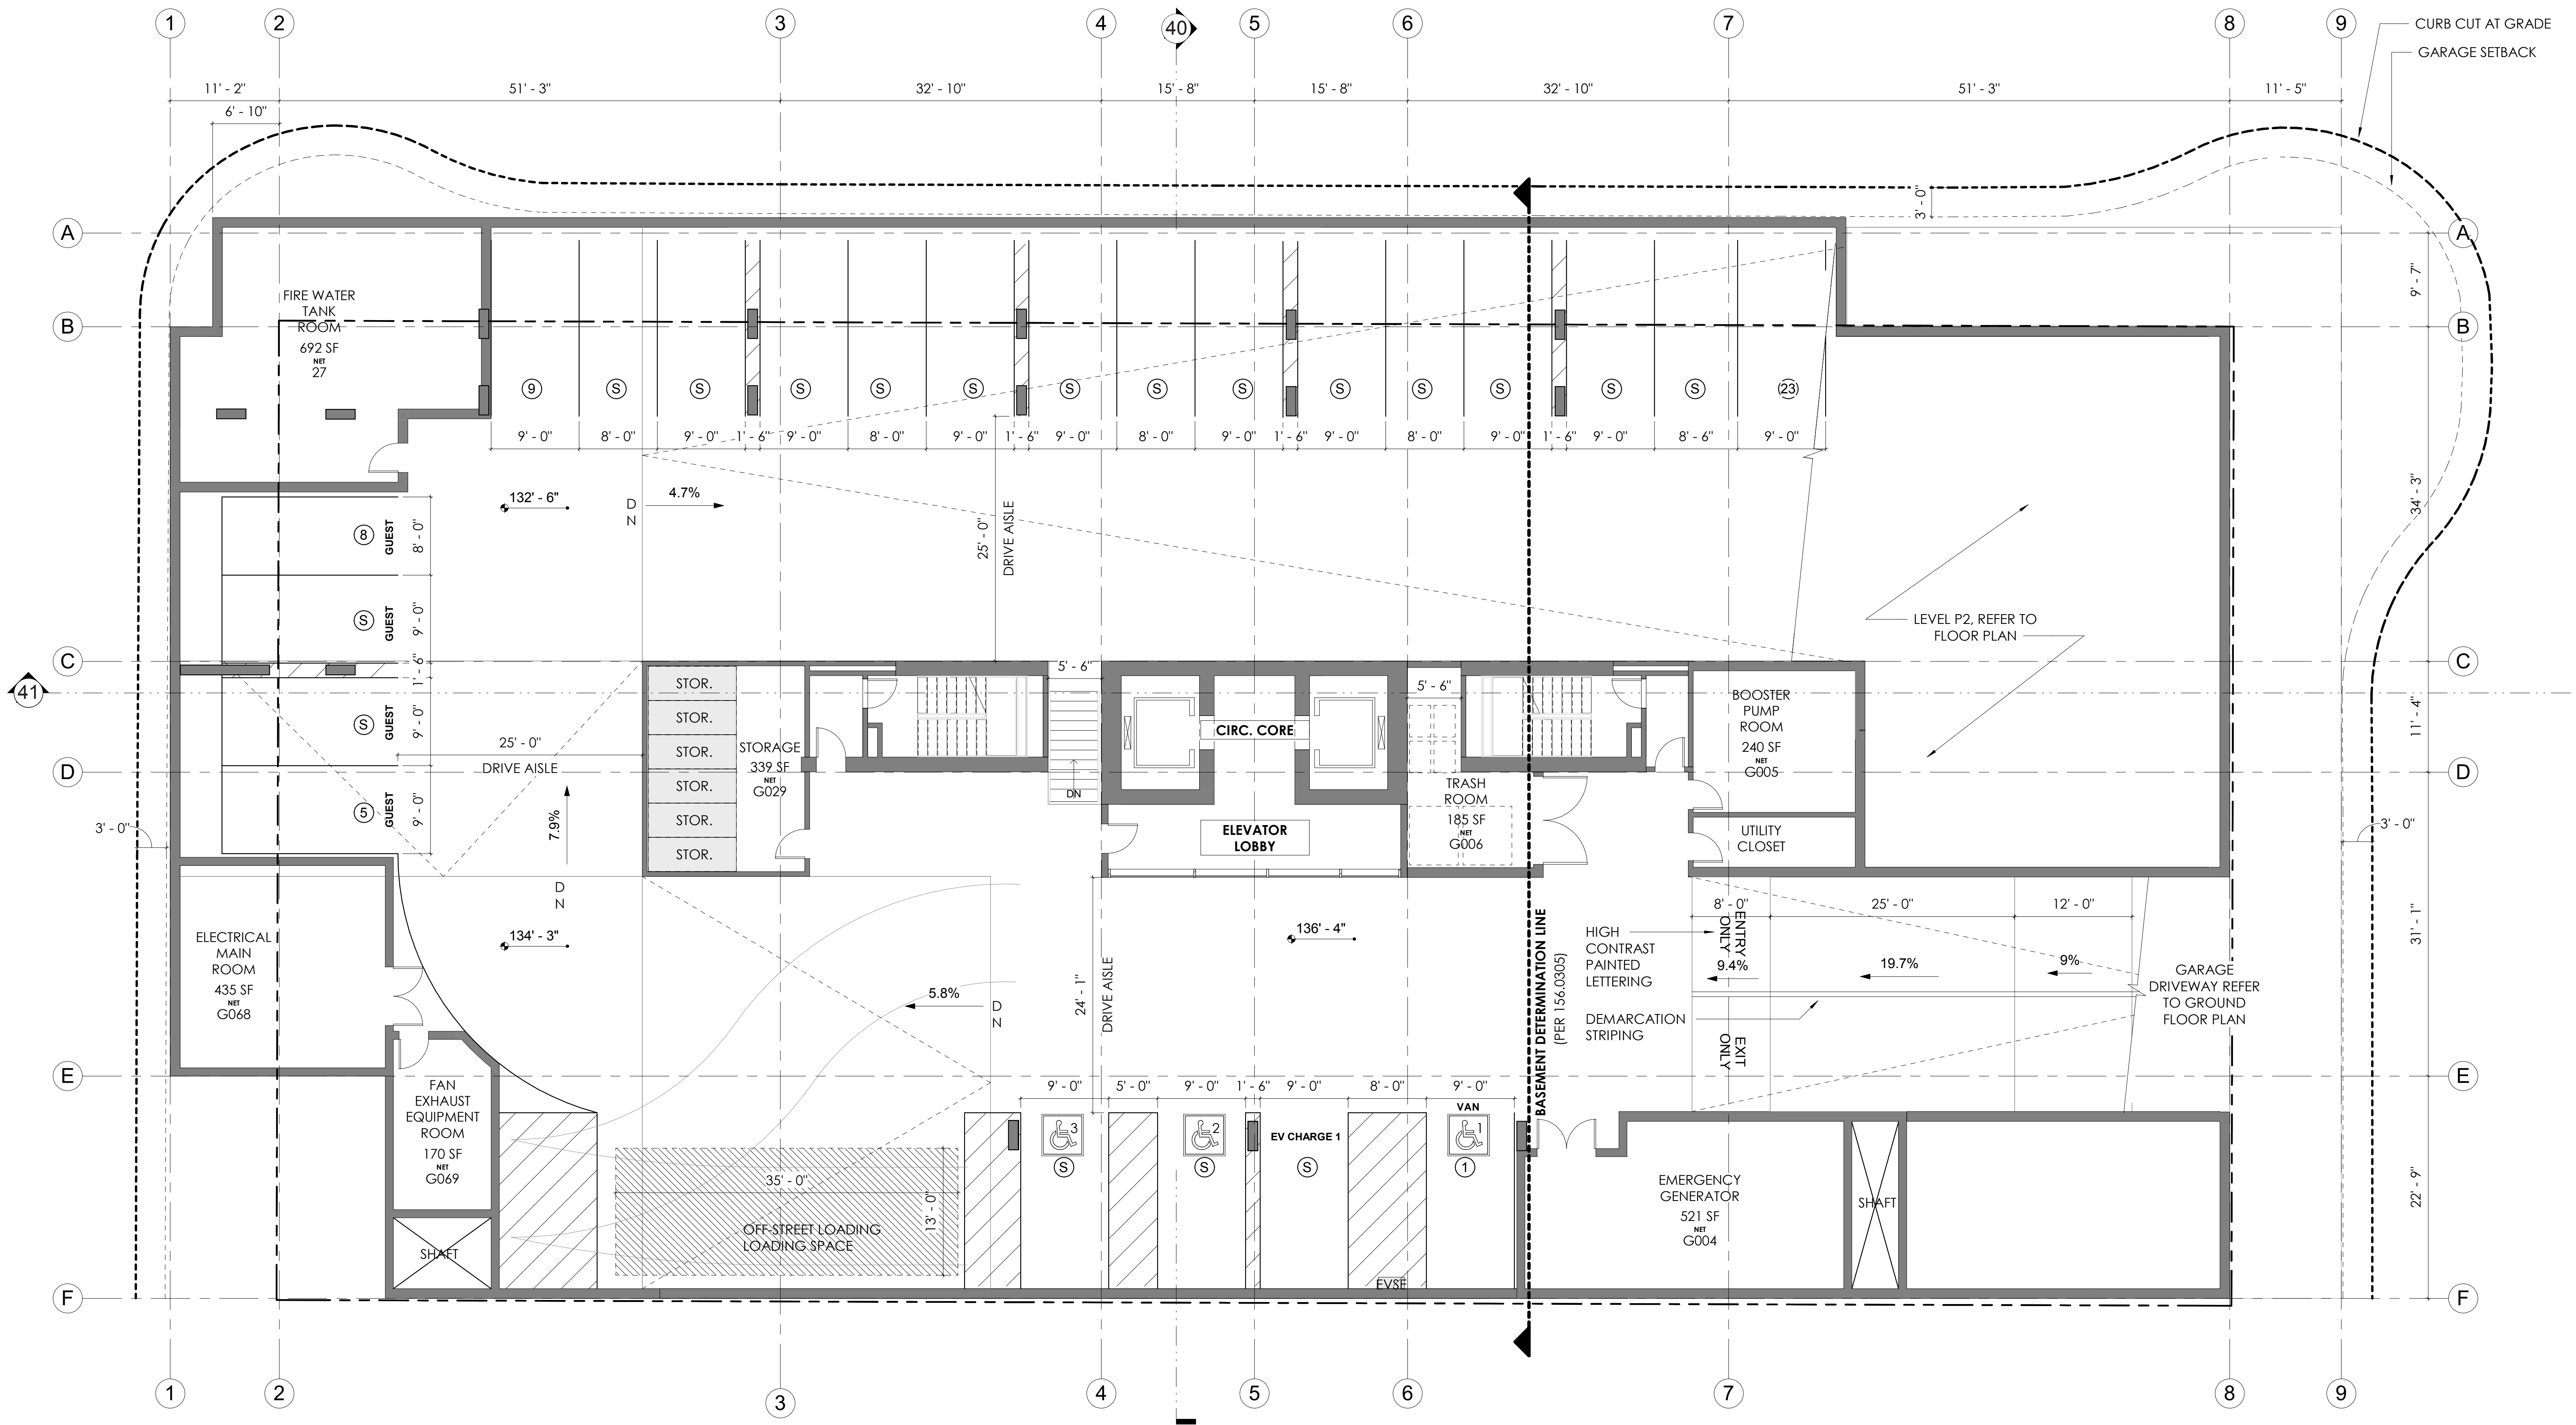 1 2 3 4 40 5 6 7 8 9
CURB CUT AT GRADE
GARAGE SETBACK
11' - 2" 51' - 3" 32' - 10" 15' - 8" 15' - 8" 32' - 10" 51' - 3" 11' - 5"
6' - 10"
3' - 0"
A A
9' - 7"
B B
FIRE WATER
TANK
ROOM
692 SF
NET
27
9 S S S S S S S S S S S S S 23
9' - 0" 8' - 0" 9' - 0" 1' - 6" 9' - 0" 8' - 0" 9' - 0" 1' - 6" 9' - 0" 8' - 0" 9' - 0" 1' - 6" 9' - 0" 8' - 0" 9' - 0" 1' - 6" 9' - 0" 8' - 6" 9' - 0"
132' - 6"
D
N
4.7%
25' - 0"
DRIVE AISLE
34' - 3"
8 GUEST 8' - 0"
S GUEST 9' - 0"
1' - 6"
S GUEST 9' - 0"
5 GUEST 9' - 0"
LEVEL P2, REFER TO
FLOOR PLAN
C C
41
5' - 6"
5' - 6"
STOR.
STOR.
STOR.
STOR.
STOR.
STOR.
STORAGE
339 SF
NET
G029
25' - 0"
DRIVE AISLE
CIRC. CORE
BOOSTER
PUMP
ROOM
240 SF
NET
G005
11' - 4"
D D
DN
TRASH
ROOM
185 SF
NET
G006
ELEVATOR
LOBBY
UTILITY
CLOSET
3' - 0"
3' - 0"
7.9%
D
N
134' - 3"
136' - 4"
ELECTRICAL
MAIN
ROOM
435 SF
NET
G068
5.8%
D
N
24' - 1"
DRIVE AISLE
BASEMENT DETERMINATION LINE
(PER 156.0305)
8' - 0" 25' - 0" 12' - 0"
HIGH
CONTRAST
PAINTED
LETTERING
ENTRY
ONLY
9.4% 19.7% 9%
DEMARCATION
STRIPING
EXIT
ONLY
GARAGE
DRIVEWAY REFER
TO GROUND
FLOOR PLAN
31' - 1"
E E
FAN
EXHAUST
EQUIPMENT
ROOM
170 SF
NET
G069
SHAFT
35' - 0"
13' - 0"
OFF-STREET LOADING
LOADING SPACE
9' - 0" 5' - 0" 9' - 0" 1' - 6" 9' - 0" 8' - 0" 9' - 0"
VAN
3 2 EV CHARGE 1 1
S S S 1
EVSE
EMERGENCY
GENERATOR
521 SF
NET
G004
SHAFT
22' - 9"
F F
1 2 3 4 5 6 7 8 9